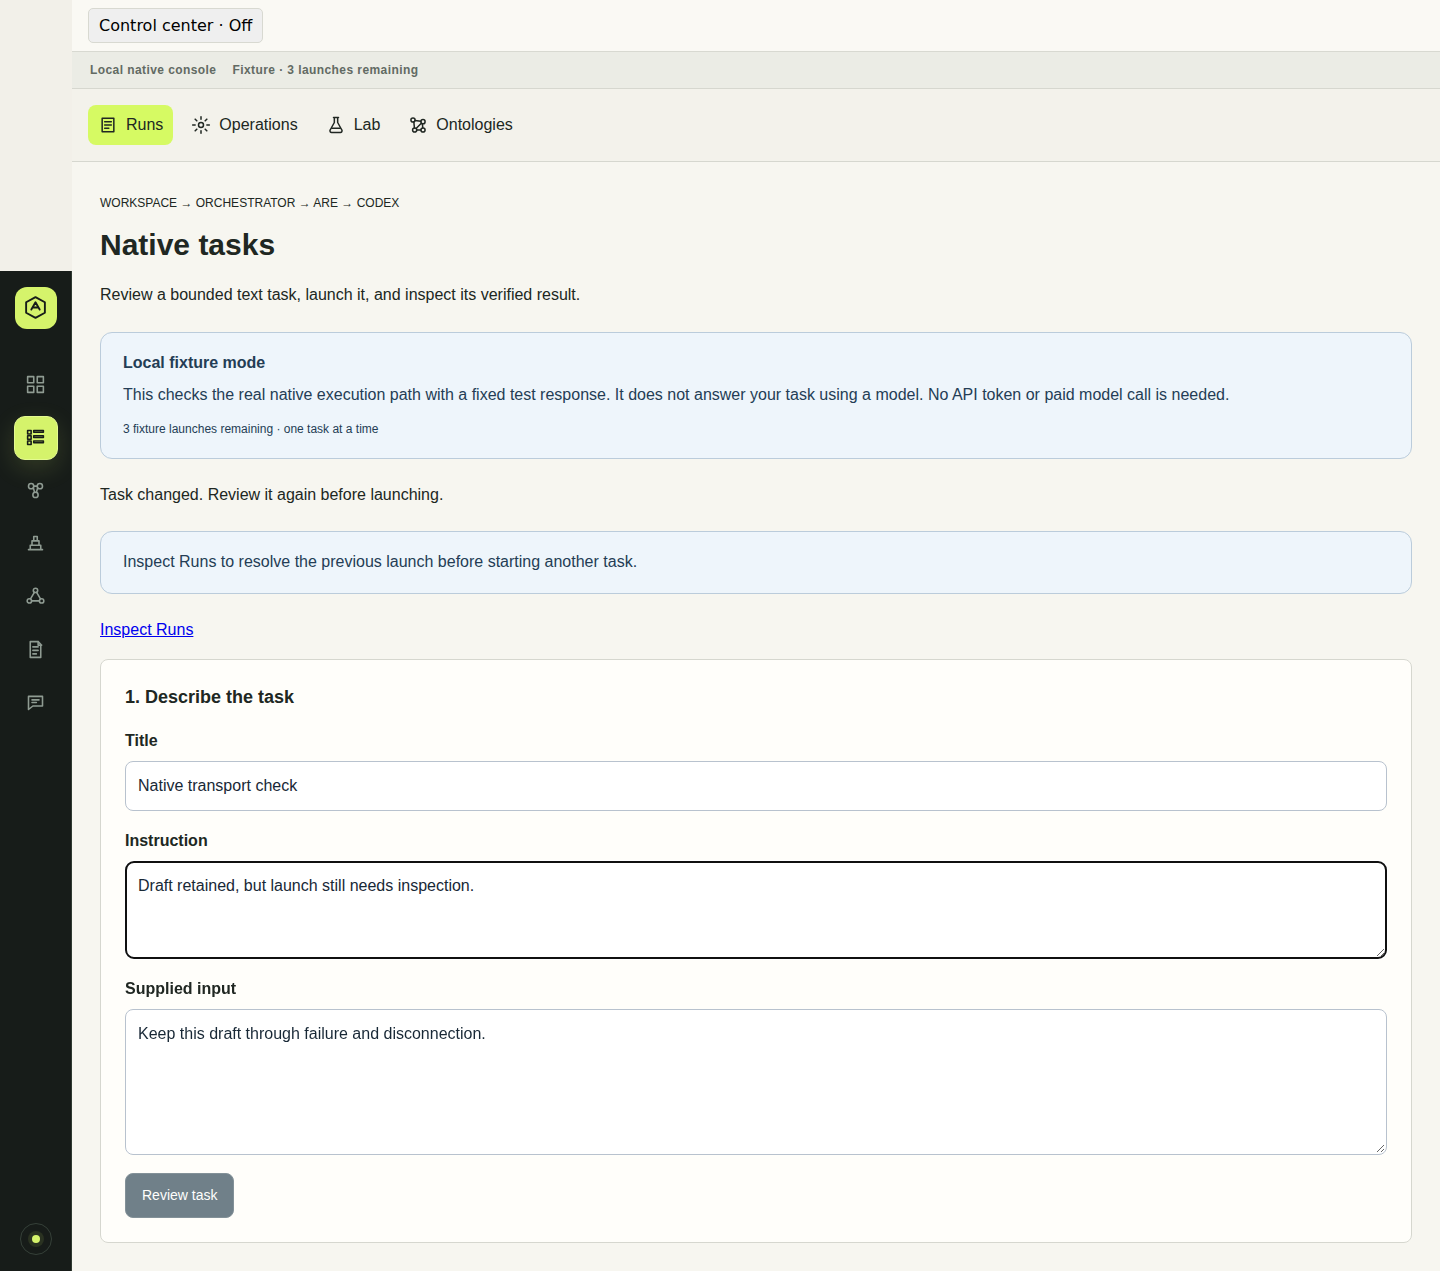 Control center · Off
Local native console Fixture · 3 launches remaining
Runs Operations Lab Ontologies
WORKSPACE → ORCHESTRATOR → ARE → CODEX
Native tasks
Review a bounded text task, launch it, and inspect its verified result.
Local fixture mode
This checks the real native execution path with a fixed test response. It does not answer your task using a model. No API token or paid model call is needed.
3 fixture launches remaining · one task at a time
Task changed. Review it again before launching.
Inspect Runs to resolve the previous launch before starting another task.
Inspect Runs
1. Describe the task
Title
Native transport check
Instruction
Draft retained, but launch still needs inspection.
Supplied input
Keep this draft through failure and disconnection.
Review task